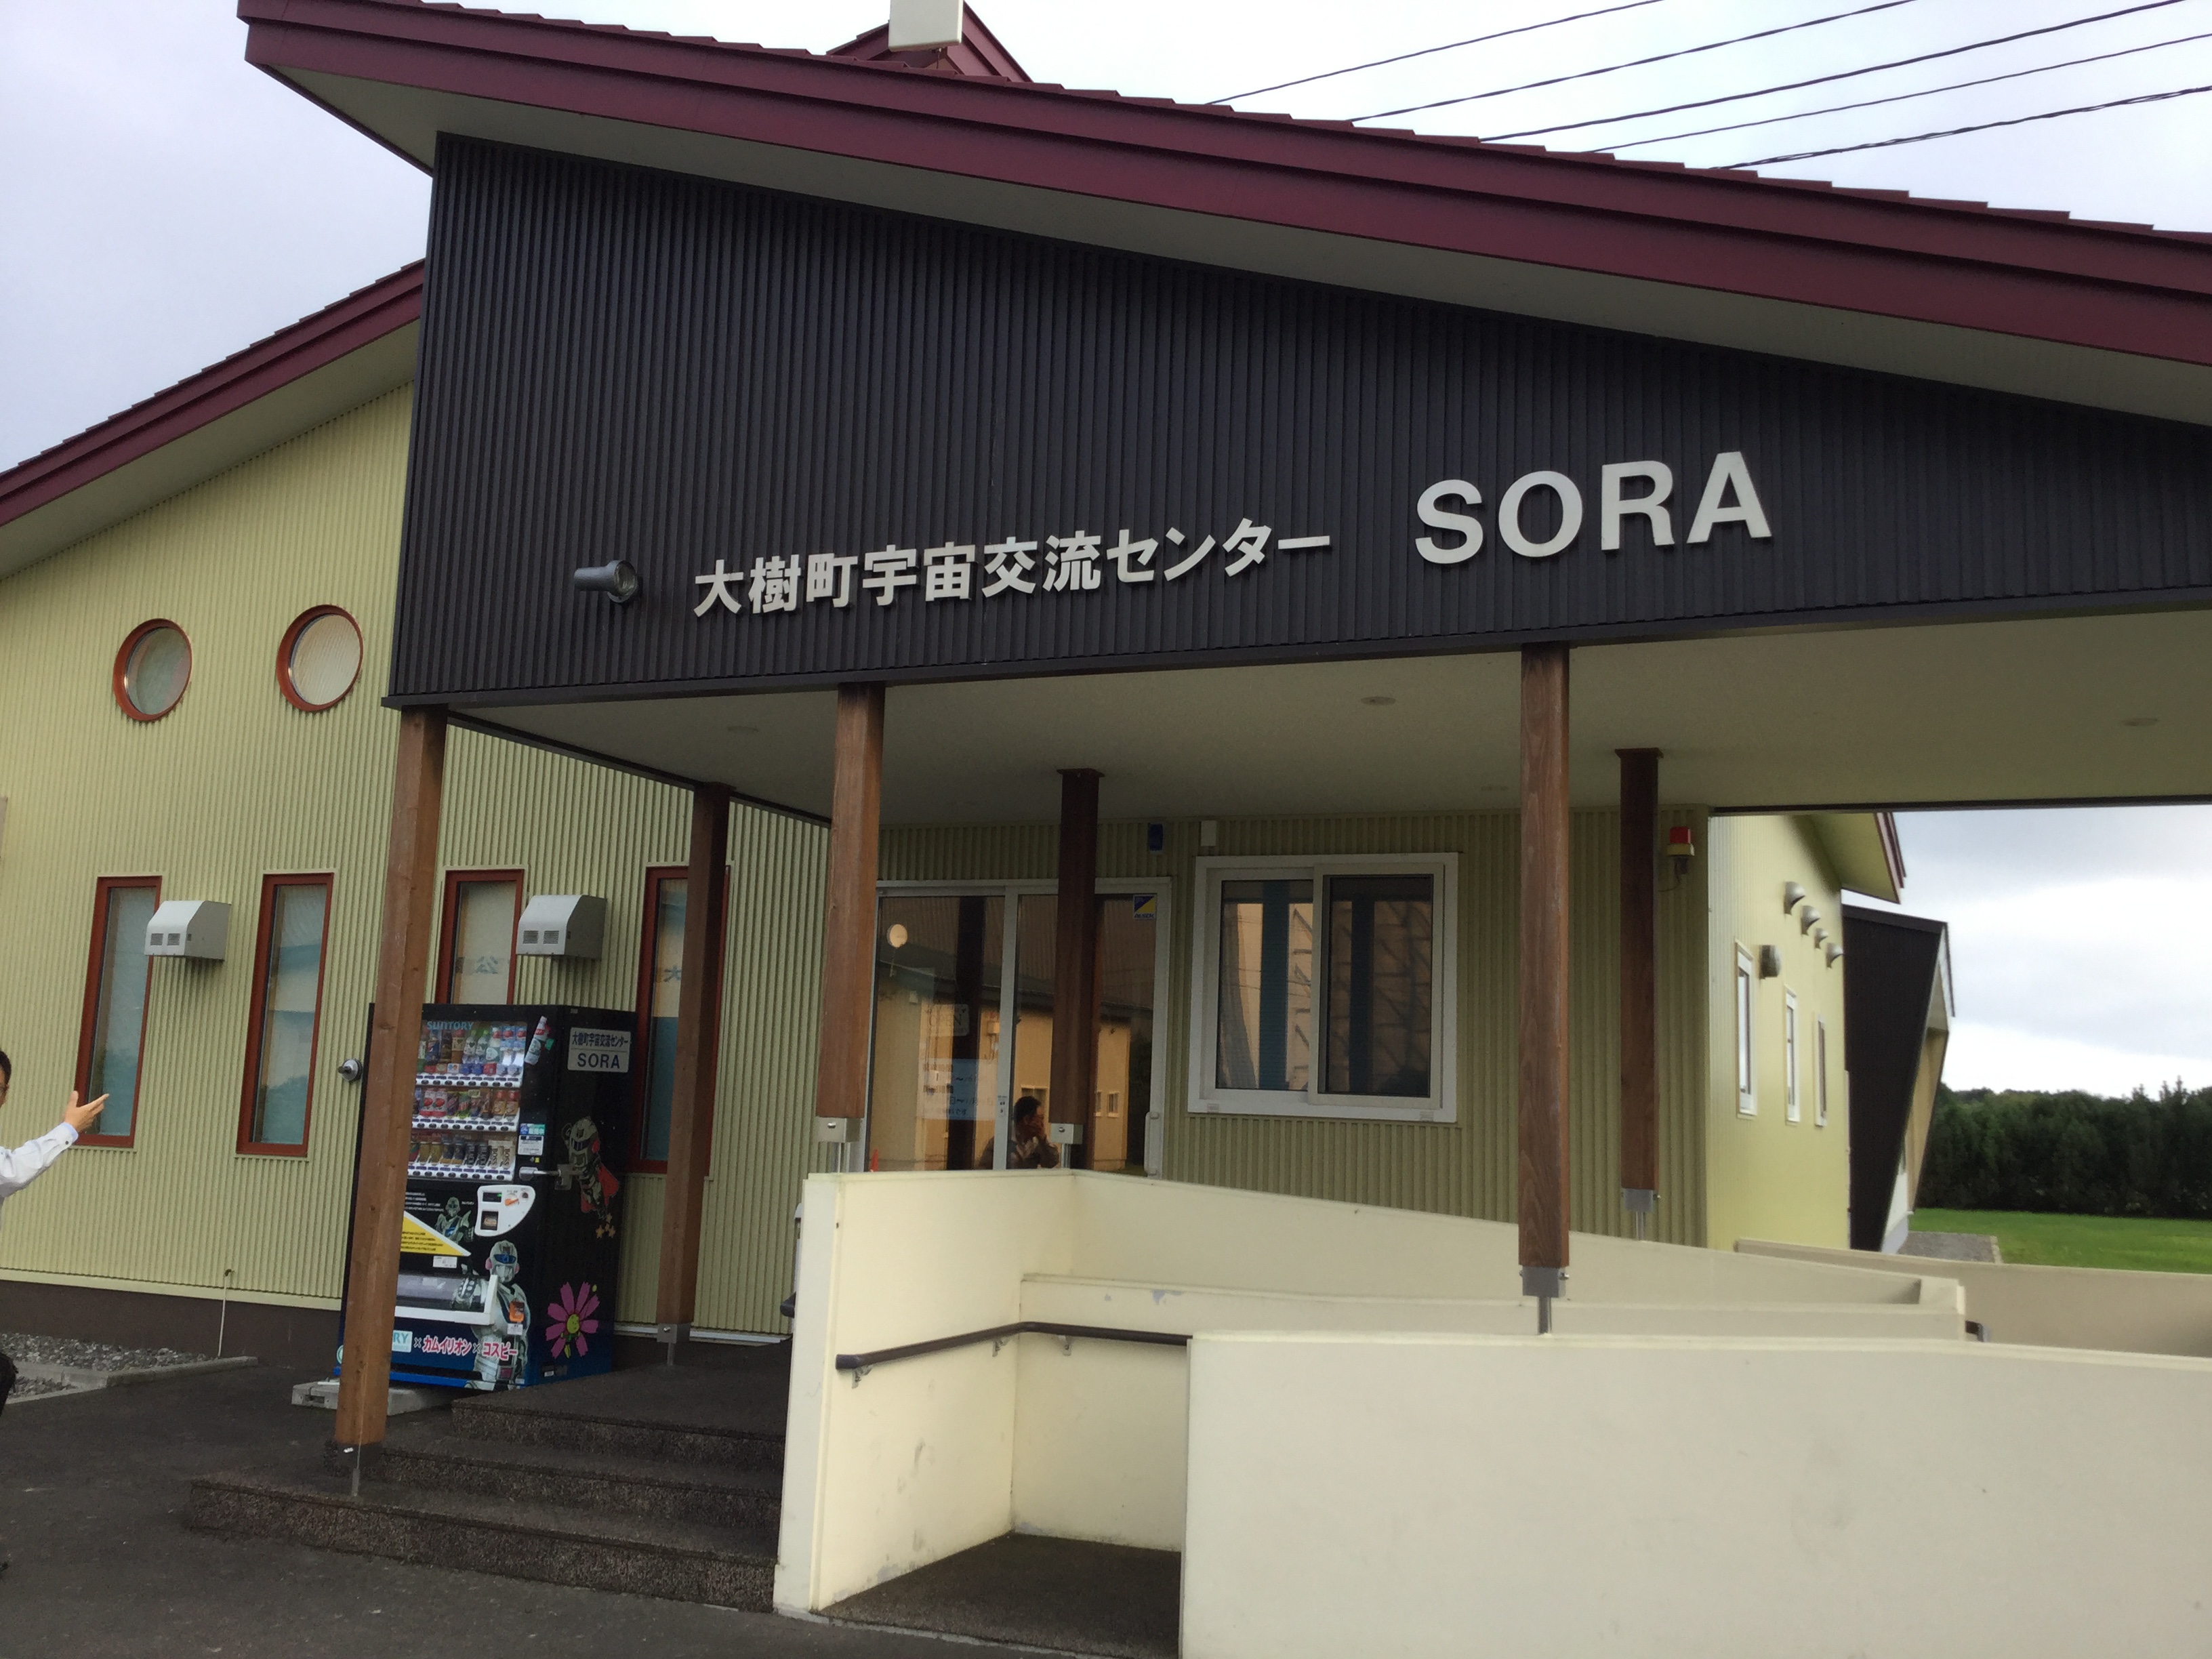 大樹町宇宙交流センター SORA
SUNTORY
大樹町宇宙交流センター
SORA
RY × カムイリオン × コスピー